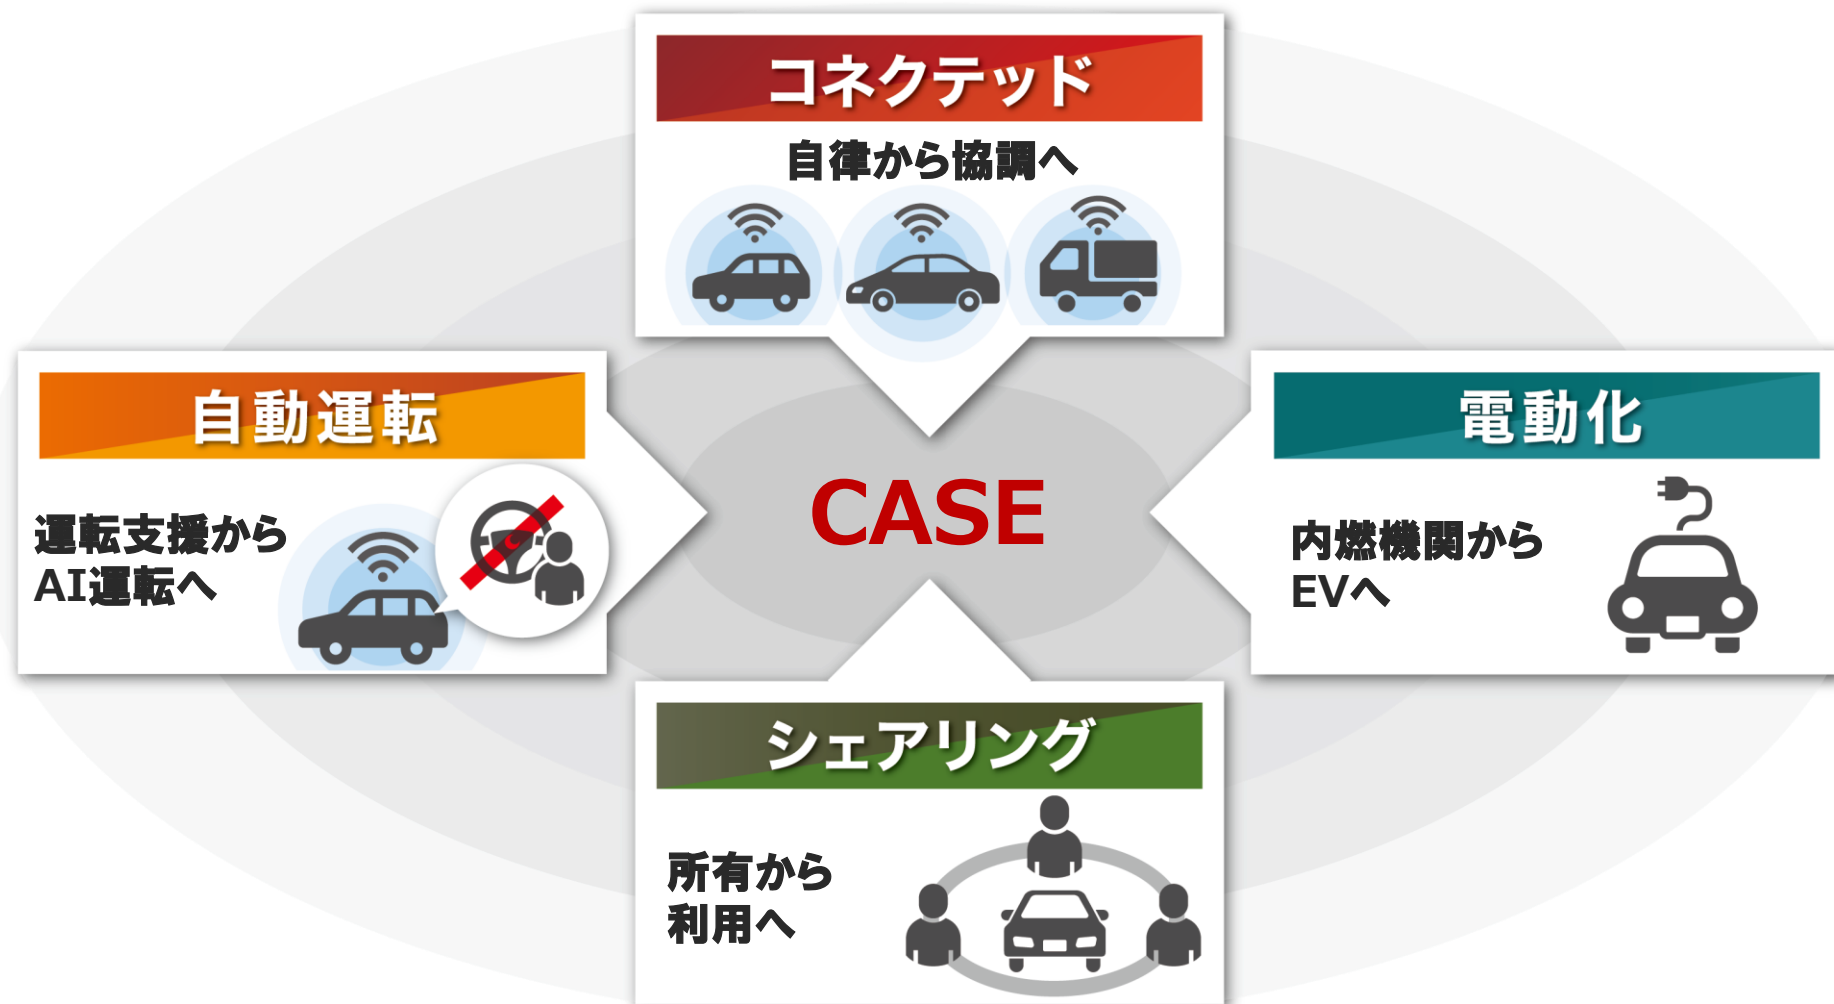 コネクテッド
自律から協調へ
自動運転
運転支援から
AI運転へ
CASE
電動化
内燃機関から
EVへ
シェアリング
所有から
利用へ